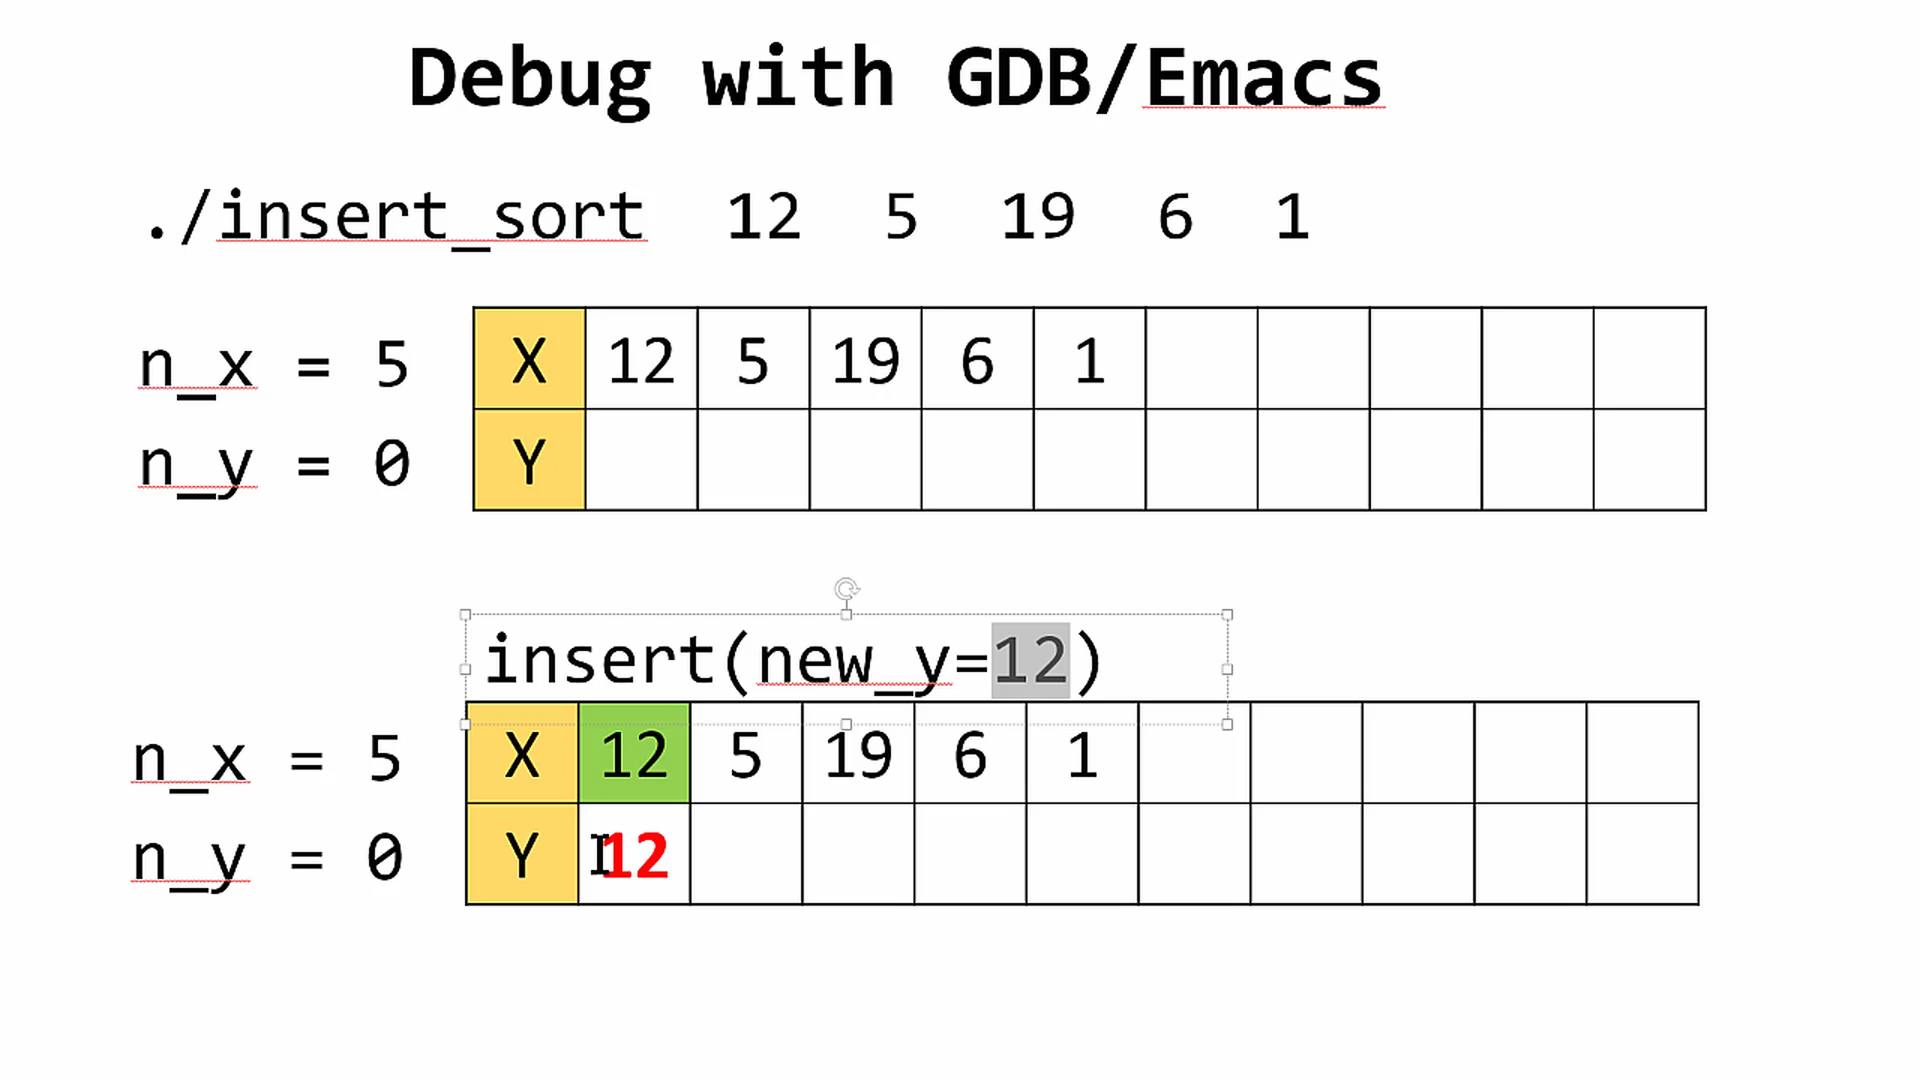 Debug with GDB/Emacs
./insert_sort 12 5 19 6 1
n_x = 5 X 12 5 19 6 1
n_y = 0 Y
insert(new_y=12)
n_x = 5 X 12 5 19 6 1
n_y = 0 Y 12